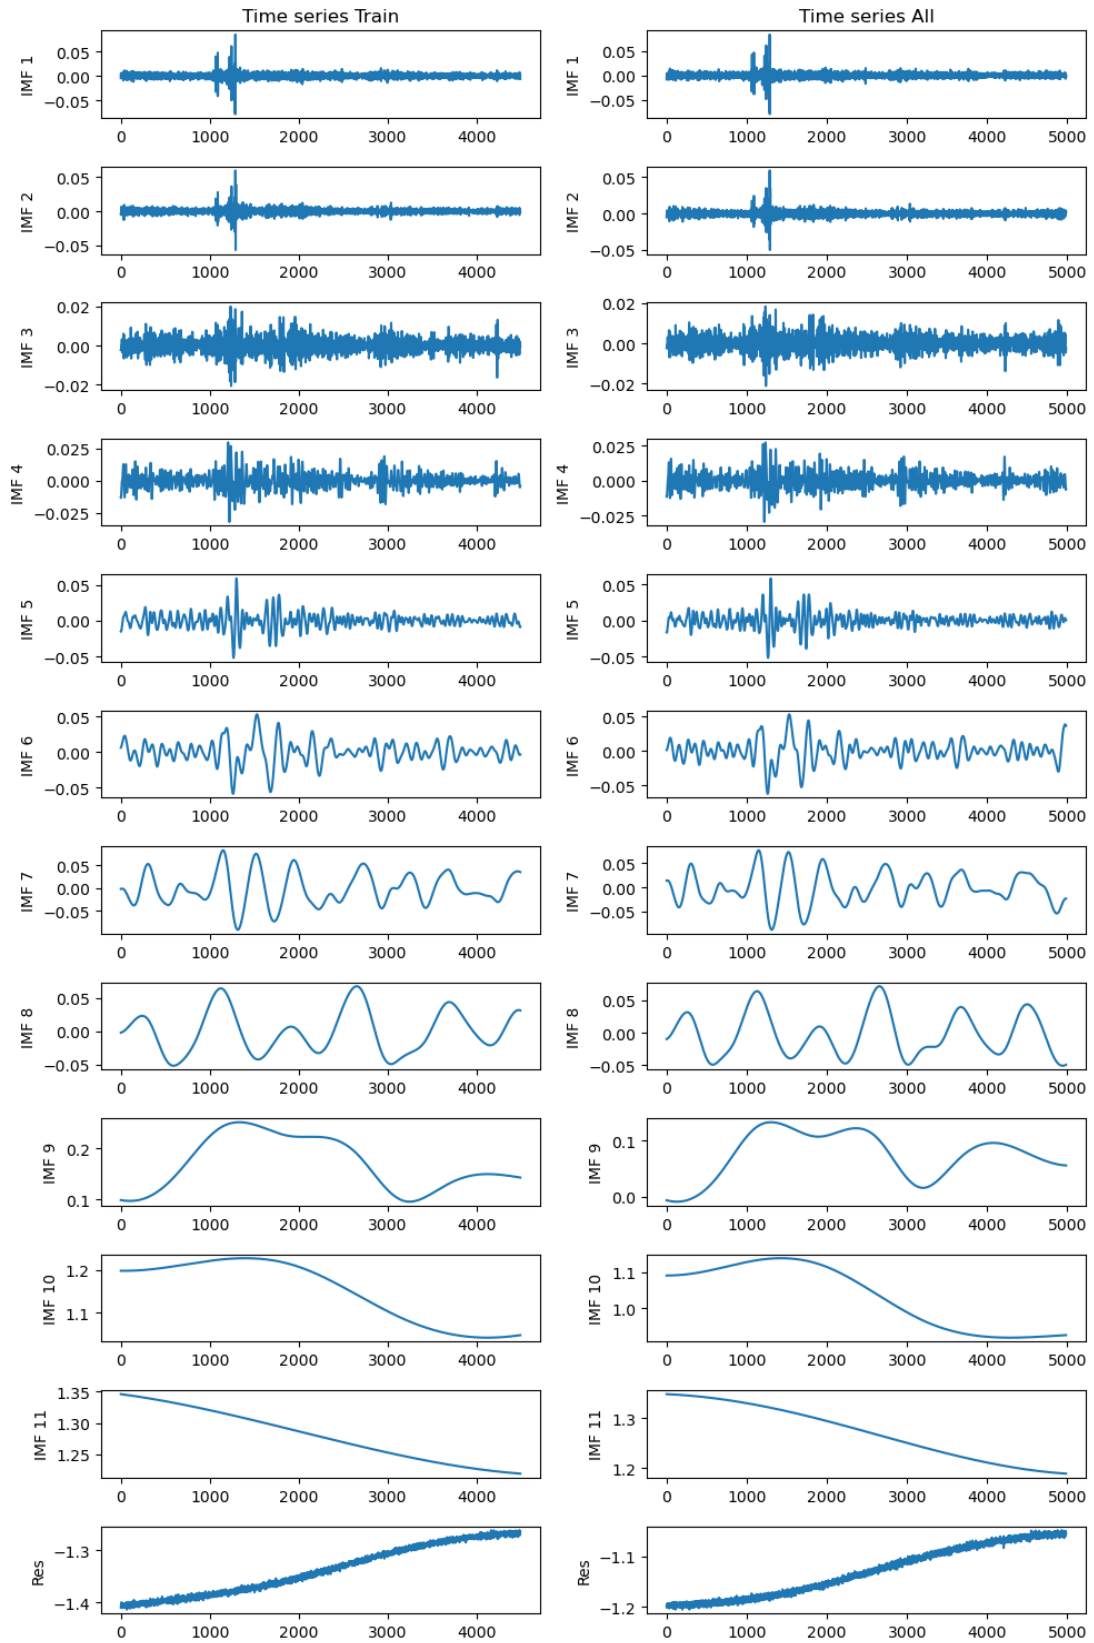 Time series Train Time series All
IMF 1 0.05 0.00 −0.05 0 1000 2000 3000 4000
IMF 1 0.05 0.00 −0.05 0 1000 2000 3000 4000 5000
IMF 2 0.05 0.00 −0.05 0 1000 2000 3000 4000
IMF 2 0.05 0.00 −0.05 0 1000 2000 3000 4000 5000
IMF 3 0.02 0.00 −0.02 0 1000 2000 3000 4000
IMF 3 0.02 0.00 −0.02 0 1000 2000 3000 4000 5000
IMF 4 0.025 0.000 −0.025 0 1000 2000 3000 4000
IMF 4 0.025 0.000 −0.025 0 1000 2000 3000 4000 5000
IMF 5 0.05 0.00 −0.05 0 1000 2000 3000 4000
IMF 5 0.05 0.00 −0.05 0 1000 2000 3000 4000 5000
IMF 6 0.05 0.00 −0.05 0 1000 2000 3000 4000
IMF 6 0.05 0.00 −0.05 0 1000 2000 3000 4000 5000
IMF 7 0.05 0.00 −0.05 0 1000 2000 3000 4000
IMF 7 0.05 0.00 −0.05 0 1000 2000 3000 4000 5000
IMF 8 0.05 0.00 −0.05 0 1000 2000 3000 4000
IMF 8 0.05 0.00 −0.05 0 1000 2000 3000 4000 5000
IMF 9 0.2 0.1 0 1000 2000 3000 4000
IMF 9 0.1 0.0 0 1000 2000 3000 4000 5000
IMF 10 1.2 1.1 0 1000 2000 3000 4000
IMF 10 1.1 1.0 0 1000 2000 3000 4000 5000
IMF 11 1.35 1.30 1.25 0 1000 2000 3000 4000
IMF 11 1.3 1.2 0 1000 2000 3000 4000 5000
Res −1.3 −1.4 0 1000 2000 3000 4000
Res −1.1 −1.2 0 1000 2000 3000 4000 5000